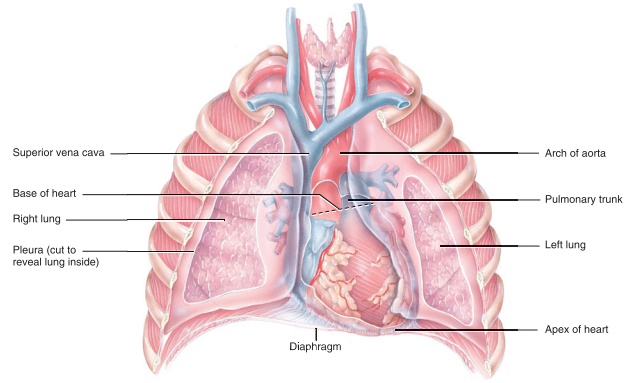 Superior vena cava
Base of heart
Right lung
Pleura (cut to
reveal lung inside)
Arch of aorta
Pulmonary trunk
Left lung
Apex of heart
Diaphragm